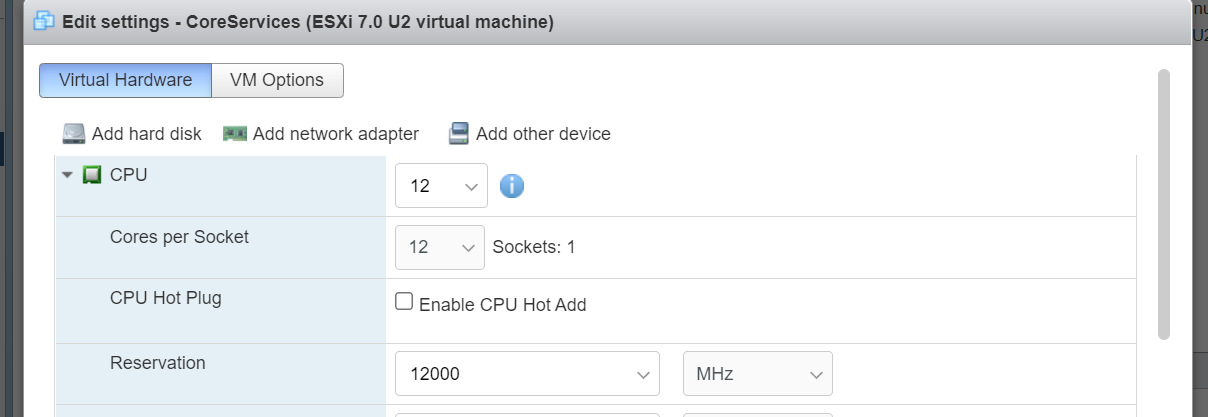 Edit settings - CoreServices (ESXi 7.0 U2 virtual machine)
Virtual Hardware VM Options
Add hard disk Add network adapter Add other device
CPU 12
Cores per Socket 12 Sockets: 1
CPU Hot Plug Enable CPU Hot Add
Reservation 12000 MHz